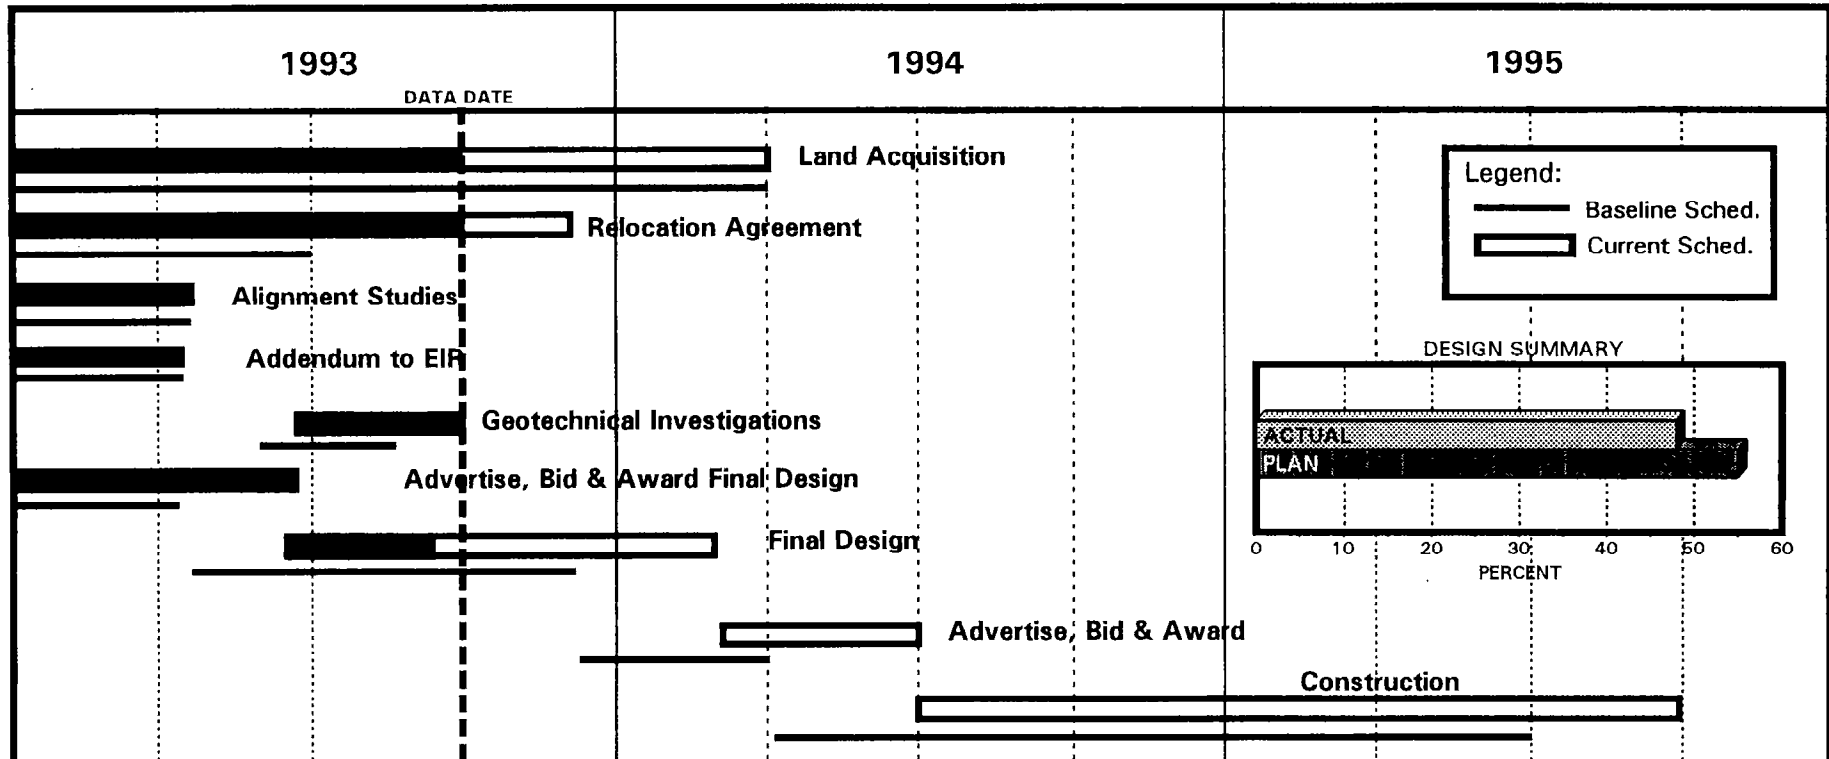 1993
1994
1995
DATA DATE
Land Acquisition
Legend:
Baseline Sched.
Current Sched.
Relocation Agreement
Alignment Studies
Addendum to EIR
DESIGN SUMMARY
Geotechnical Investigations
ACTUAL
PLAN
Advertise, Bid & Award Final Design
Final Design
0 10 20 30 40 50 60
PERCENT
Advertise, Bid & Award
Construction